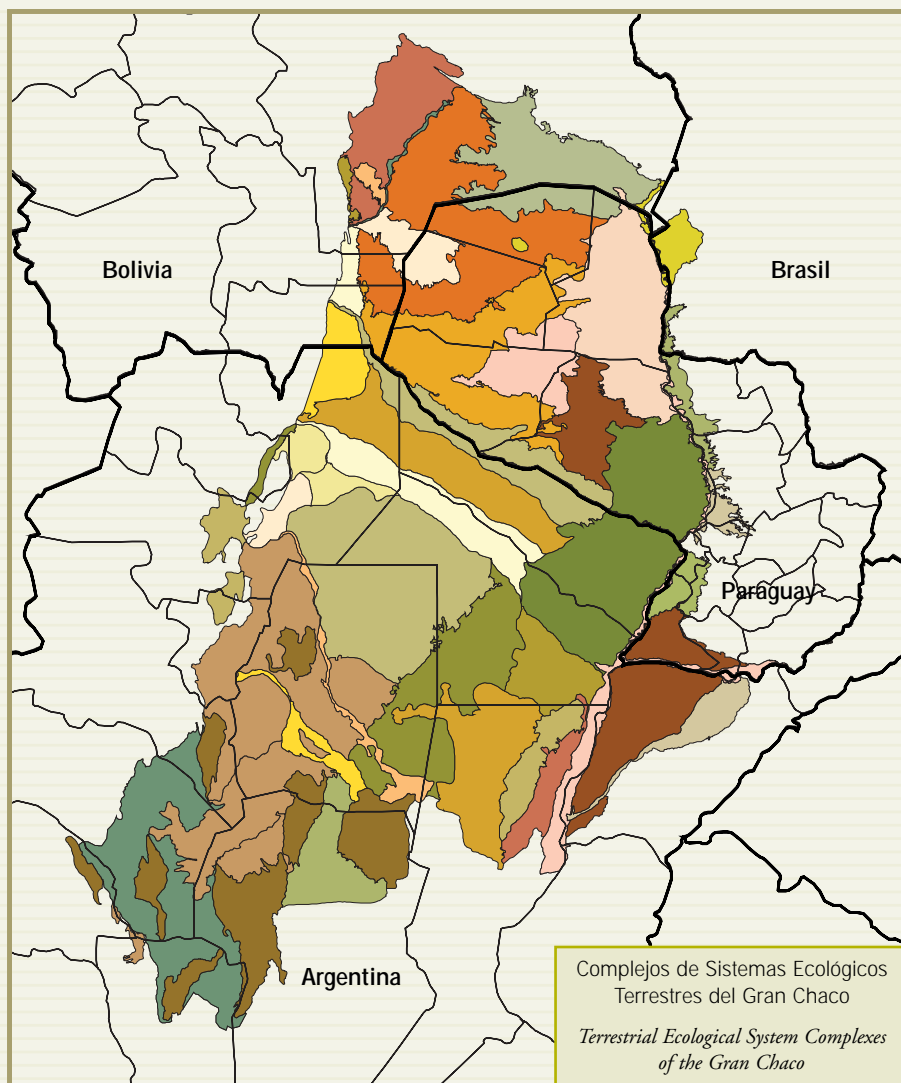 Bolivia
Brasil
Paraguay
Argentina
Complejos de Sistemas Ecológicos
Terrestres del Gran Chaco
Terrestrial Ecological System Complexes
of the Gran Chaco